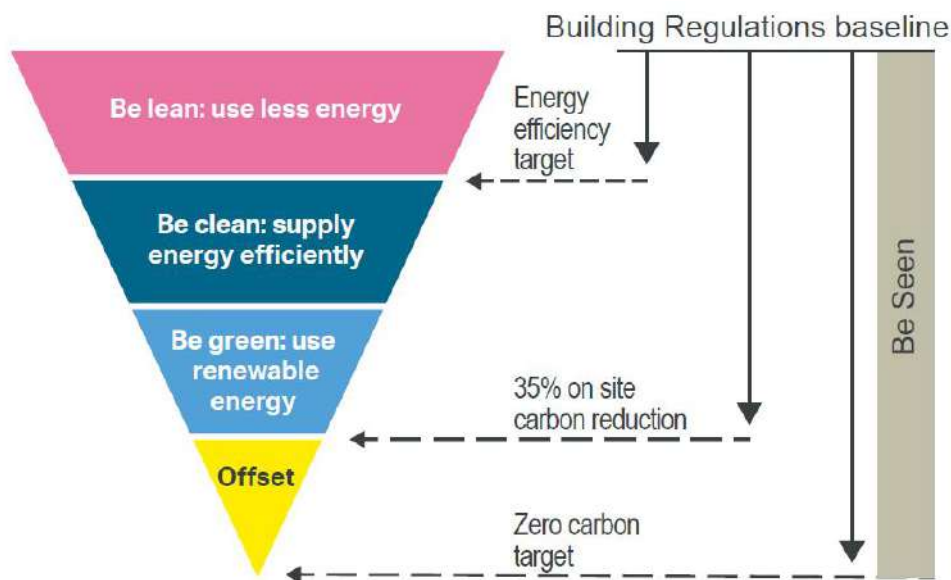 Building Regulations baseline
Be lean: use less energy
Energy
efficiency
target
Be clean: supply
energy efficiently
Be green: use
renewable
energy
35% on site
carbon reduction
Offset
Zero carbon
target
Be Seen